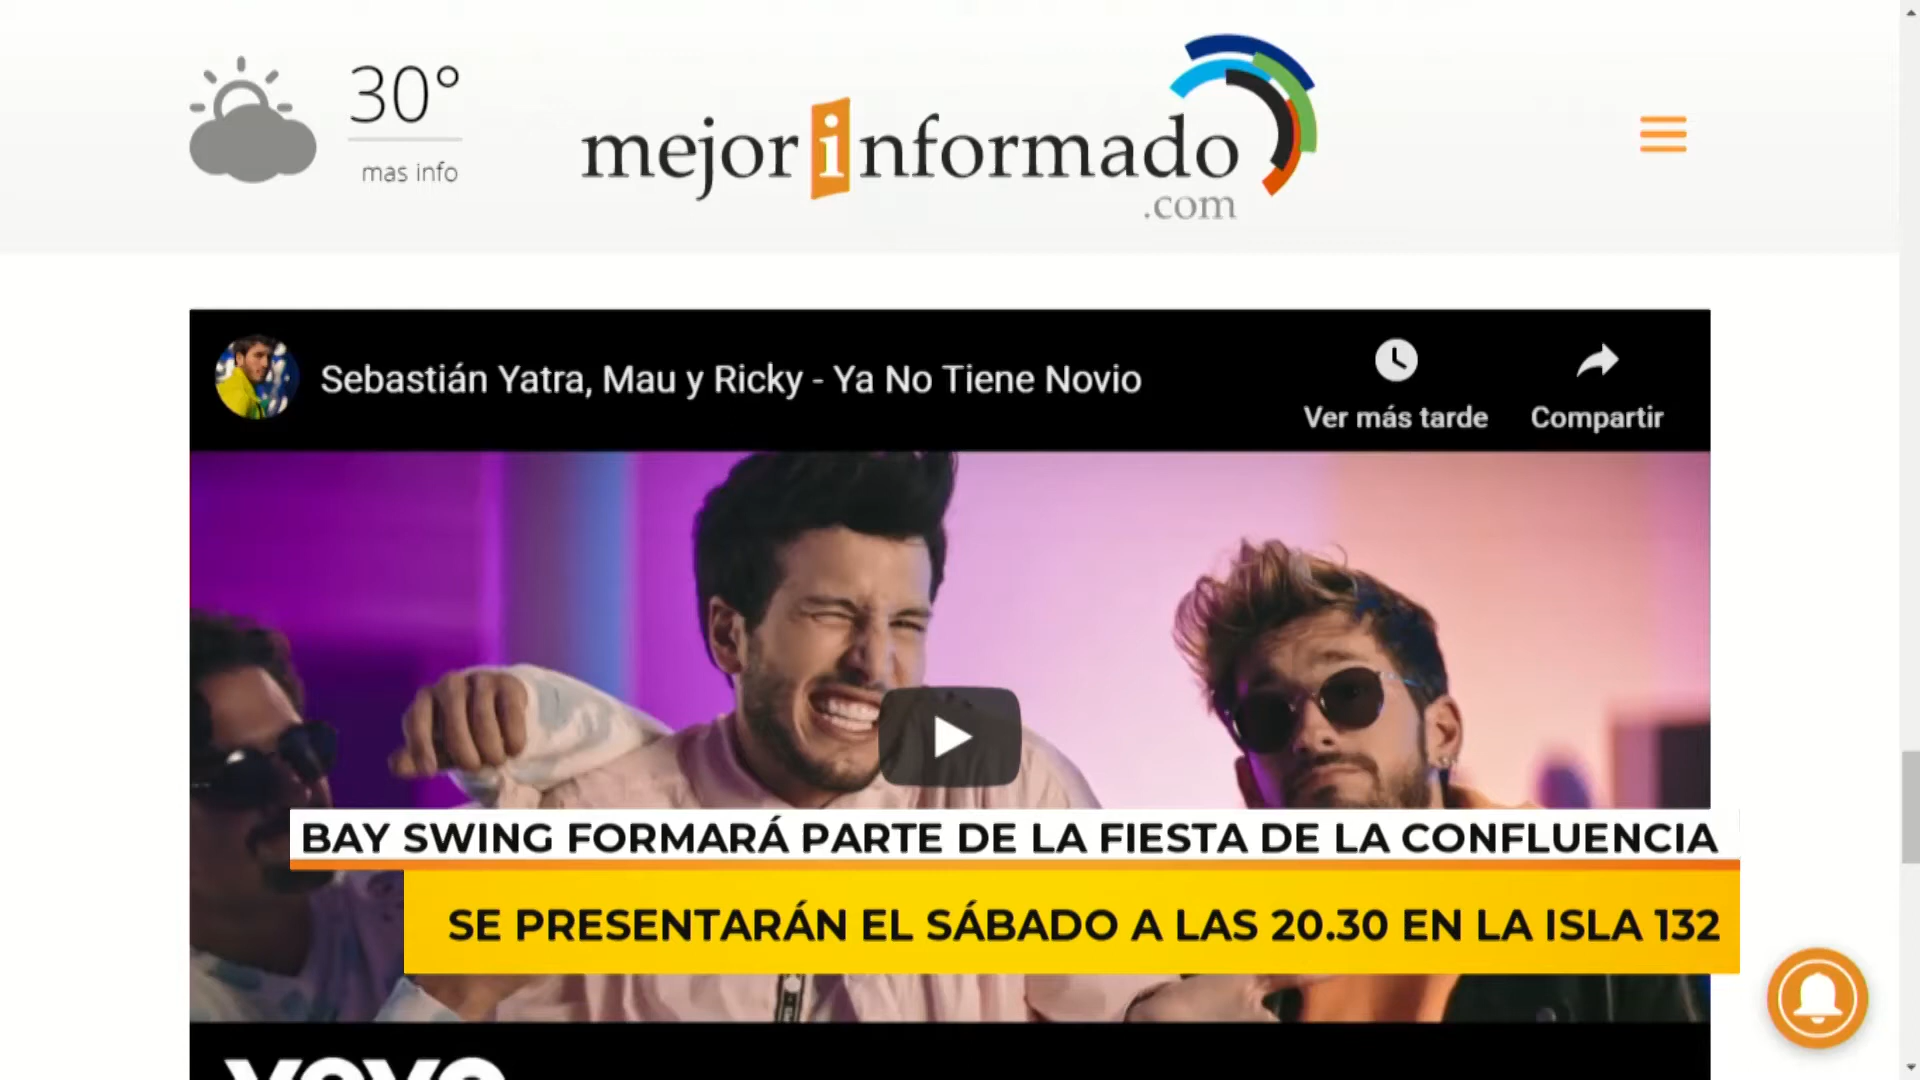 30°
mas info
mejorinformado
.com
Sebastián Yatra, Mau y Ricky - Ya No Tiene Novio
Ver más tarde
Compartir
BAY SWING FORMARÁ PARTE DE LA FIESTA DE LA CONFLUENCIA
SE PRESENTARÁN EL SÁBADO A LAS 20.30 EN LA ISLA 132
vevo